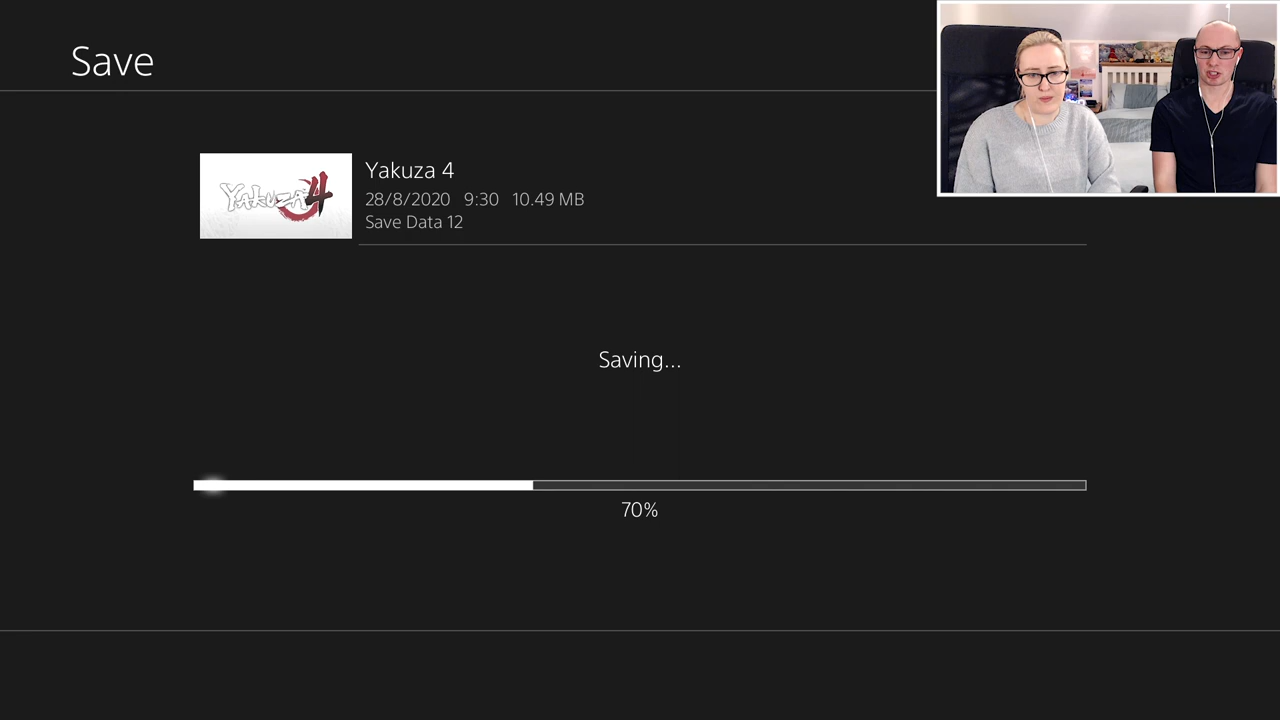 Save
Yakuza 4
Yakuza 4
28/8/2020 9:30 10.49 MB
Save Data 12
Saving...
70%